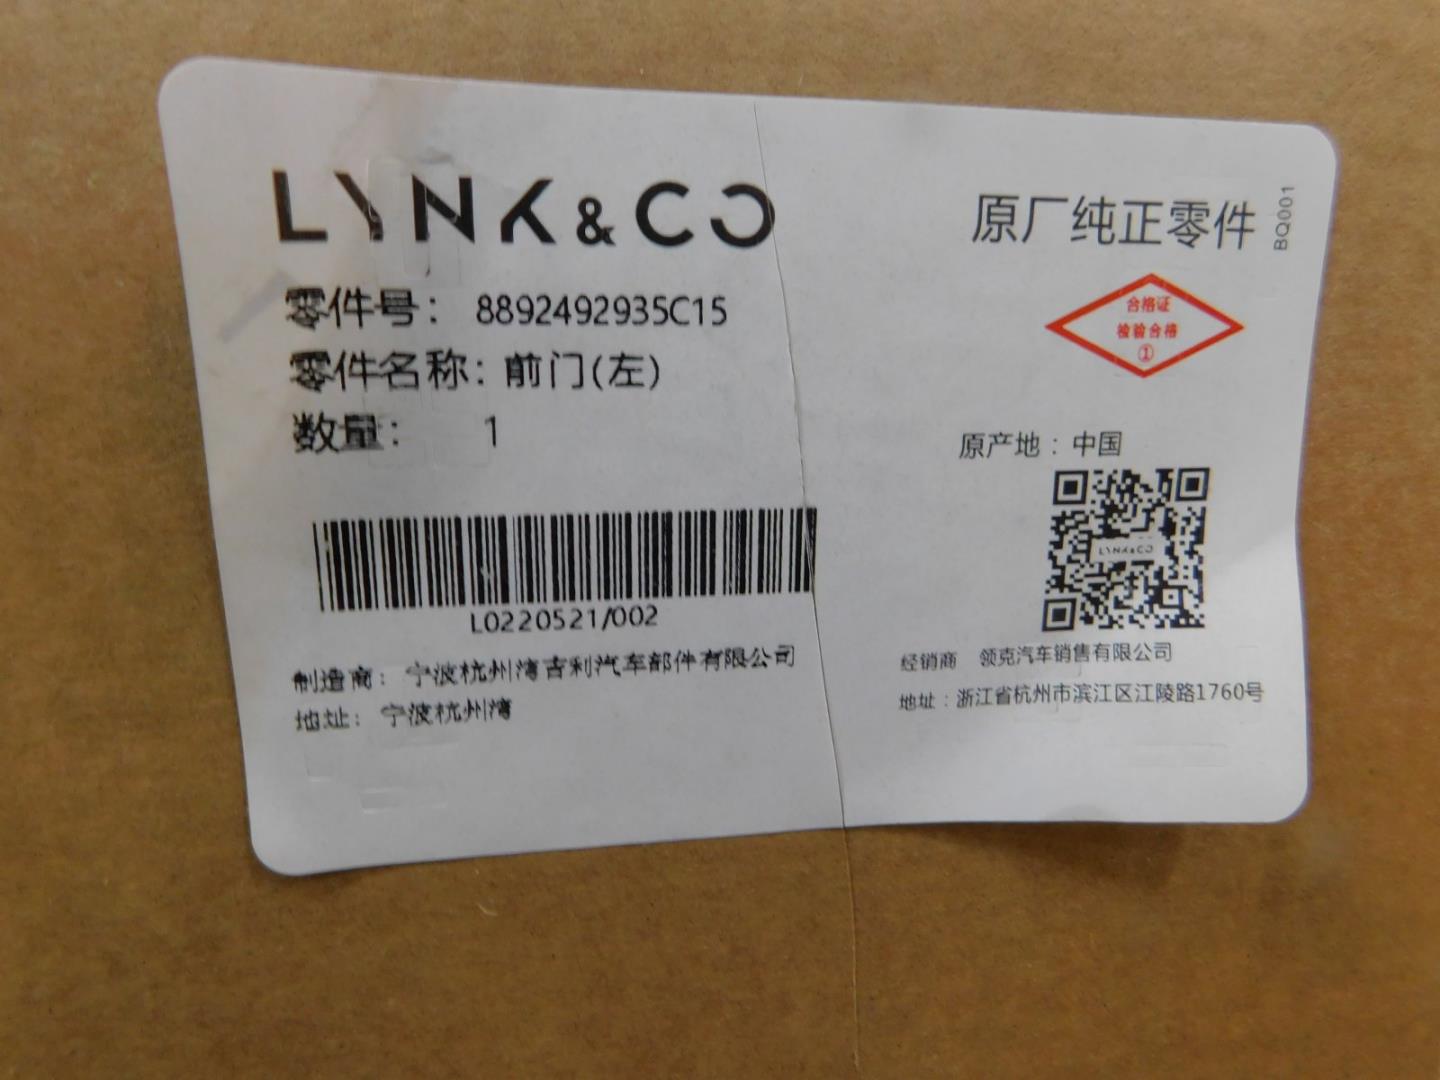 LYNK&CO
零件号： 8892492935C15
零件名称：前门(左)
数量： 1
L0220521/002
制造商： 宁波杭州湾吉利汽车部件有限公司
地址： 宁波杭州湾
原厂纯正零件
BQ001
合格证
检验合格
①
原产地：中国
LYNK&CO
经销商 领克汽车销售有限公司
地址：浙江省杭州市滨江区江陵路1760号